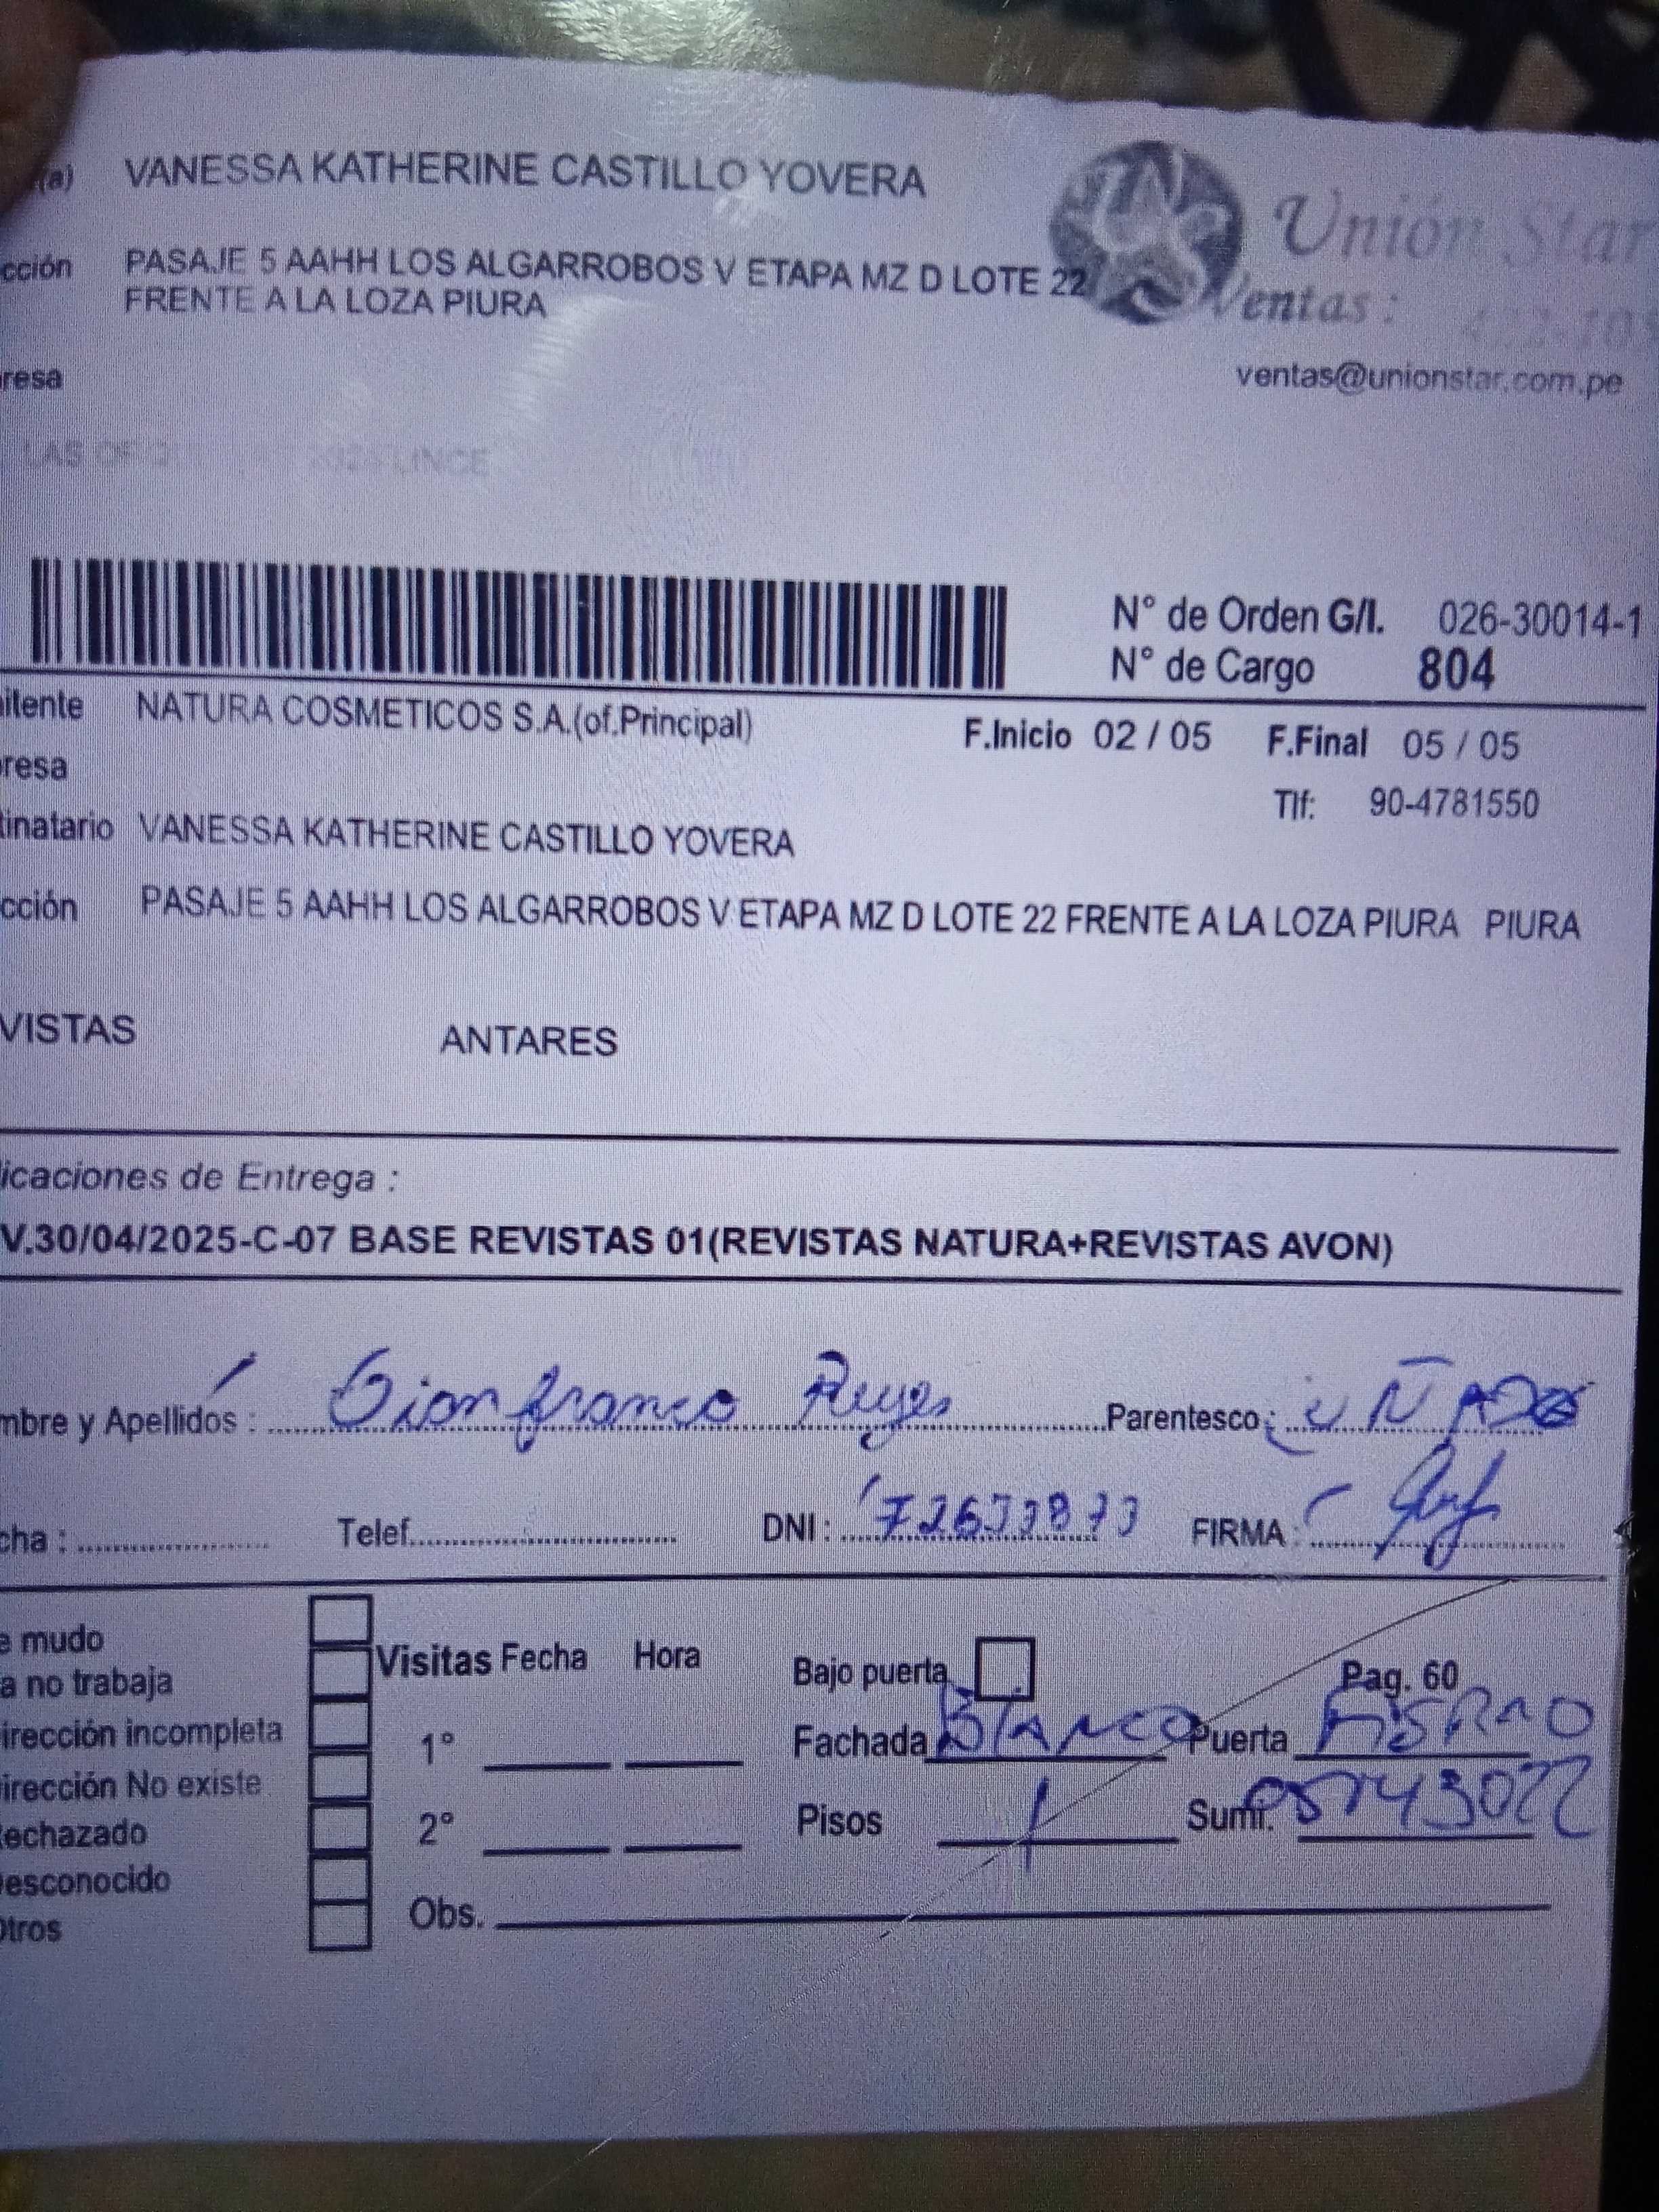 (a) VANESSA KATHERINE CASTILLO YOVERA
Unión Star
cción PASAJE 5 AAHH LOS ALGARROBOS V ETAPA MZ D LOTE 22
FRENTE A LA LOZA PIURA
Ventas:
resa
ventas@unionstar.com.pe
LINCE
N° de Orden G/I. 026-30014-1
N° de Cargo 804
itente NATURA COSMETICOS S.A.(of.Principal) F.Inicio 02 / 05 F.Final 05 / 05
resa
Tlf: 90-4781550
tinatario VANESSA KATHERINE CASTILLO YOVERA
cción PASAJE 5 AAHH LOS ALGARROBOS V ETAPA MZ D LOTE 22 FRENTE A LA LOZA PIURA PIURA
VISTAS ANTARES
icaciones de Entrega :
V.30/04/2025-C-07 BASE REVISTAS 01(REVISTAS NATURA+REVISTAS AVON)
mbre y Apellidos : Gianfranco Reyes Parentesco : cuÑADO
cha : Telef. DNI : FIRMA :
e mudo
Visitas Fecha Hora Bajo puerta Pag. 60
a no trabaja
irección incompleta 1° Fachada BlANCO Puerta
irección No existe
echazado 2° Pisos 1 Sumi.
esconocido
Obs.
Otros